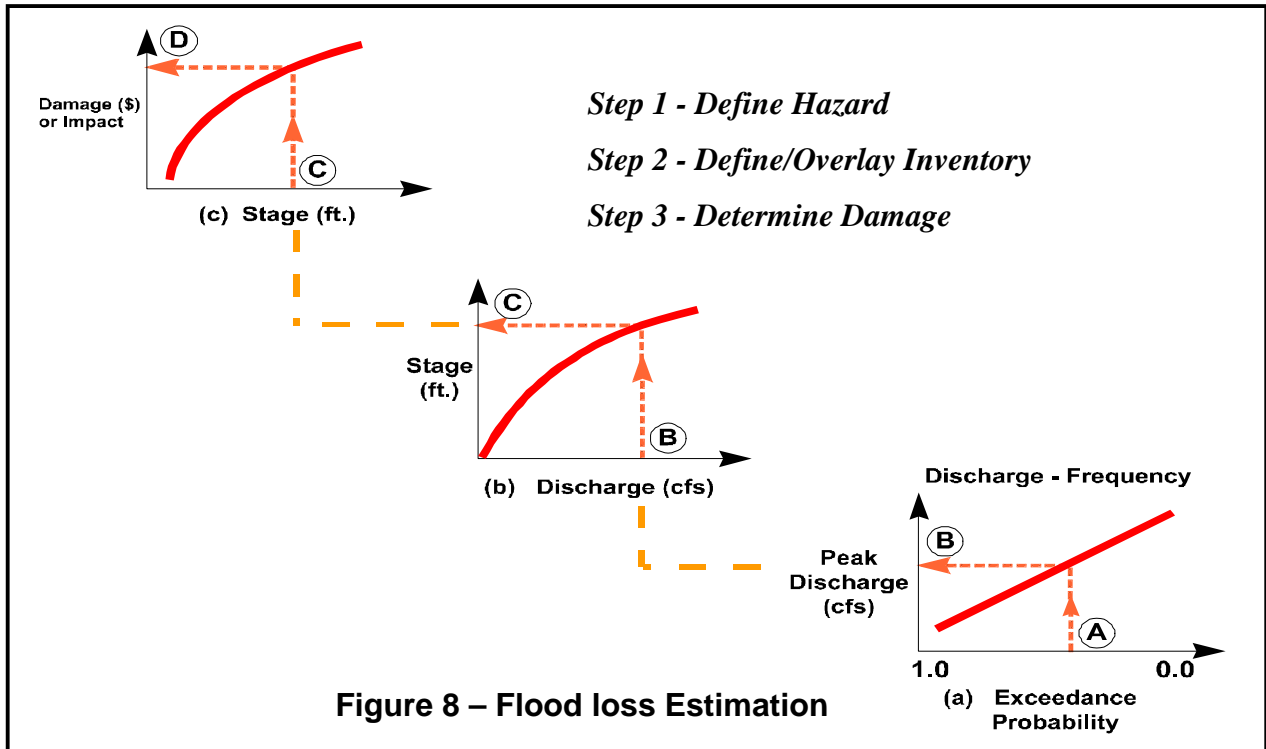 D
Damage ($)
or Impact
C
(c) Stage (ft.)
Step 1 - Define Hazard
Step 2 - Define/Overlay Inventory
Step 3 - Determine Damage
C
Stage
(ft.)
B
(b) Discharge (cfs)
Discharge - Frequency
B
Peak
Discharge
(cfs)
A
1.0
0.0
(a) Exceedance
Probability
Figure 8 – Flood loss Estimation